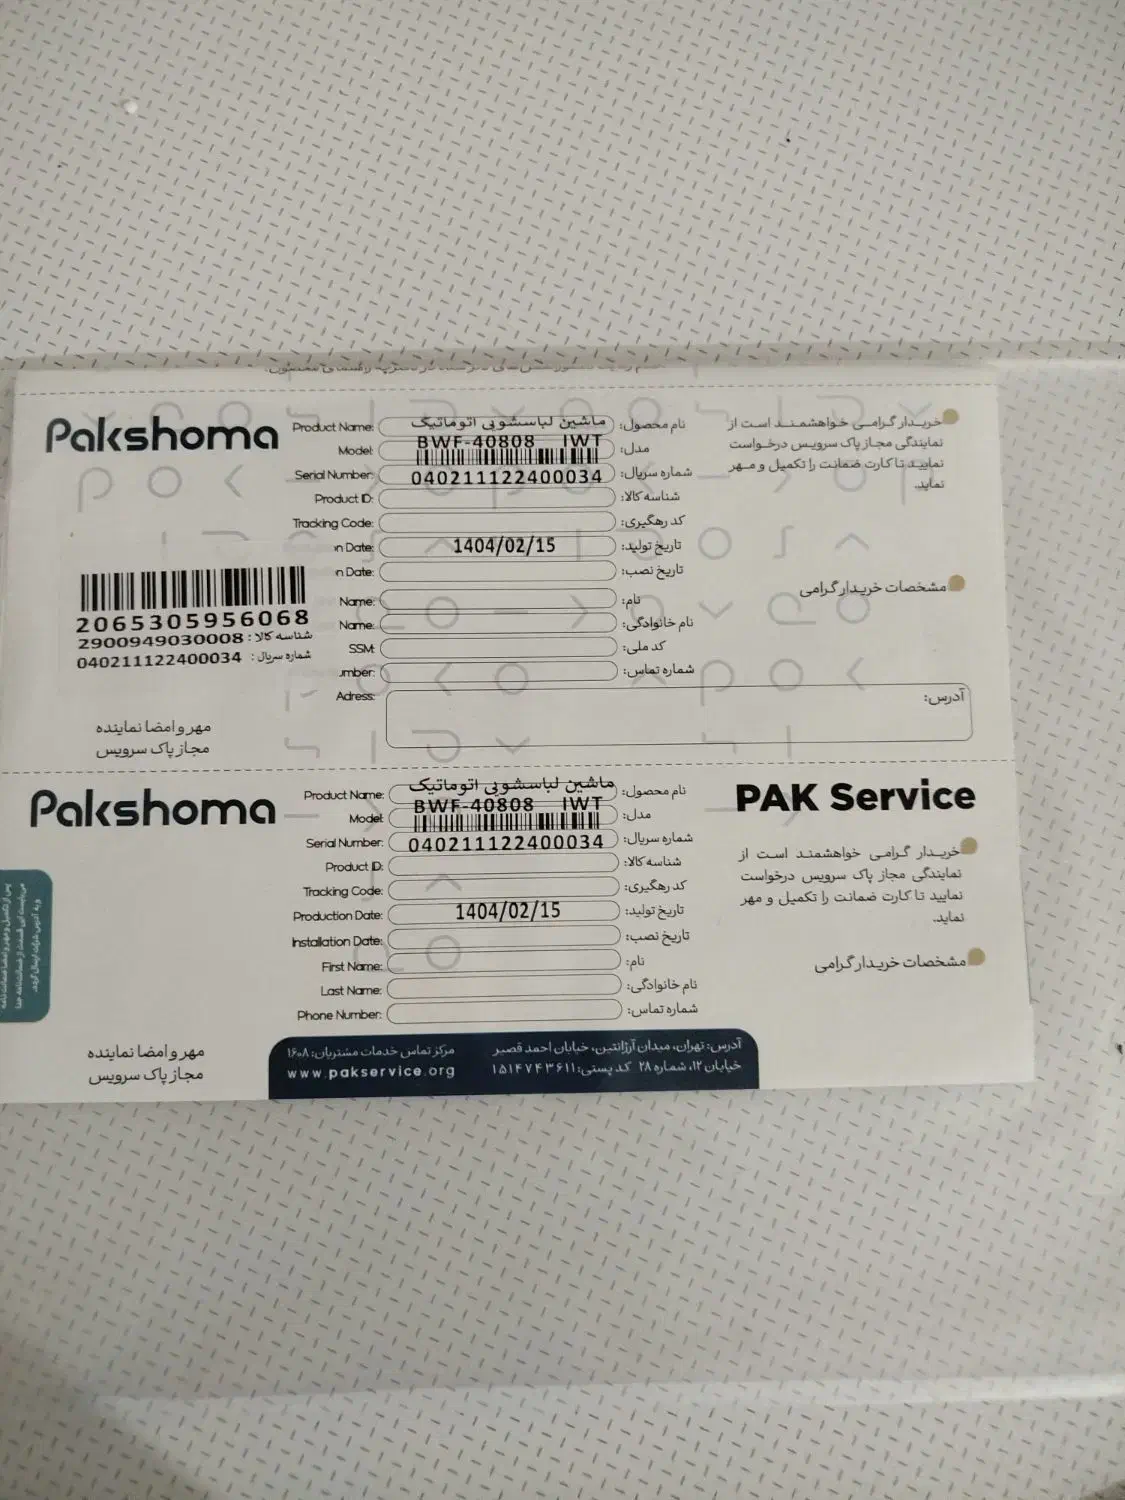 Pakshoma
Product Name: ماشین لباسشویی اتوماتیک نام محصول:
Model: BWF-40808 IWT مدل:
Serial Number: 040211122400034 شماره سریال:
Product ID: شناسه کالا:
Tracking Code: کد رهگیری:
n Date: 1404/02/15 تاریخ تولید:
n Date: تاریخ نصب:
Name: نام:
Name: نام خانوادگی:
SSM: کد ملی:
mber: شماره تماس:
Adress: آدرس:
خریدار گرامی خواهشمند است از
نمایندگی مجاز پاک سرویس درخواست
نمایید تا کارت ضمانت را تکمیل و مهر
نماید.
مشخصات خریدار گرامی
2065305956068
شناسه کالا: 2900949030008
شماره سریال: 040211122400034
مهر و امضا نماینده
مجاز پاک سرویس
Pakshoma
Product Name: ماشین لباسشویی اتوماتیک نام محصول:
Model: BWF-40808 IWT مدل:
Serial Number: 040211122400034 شماره سریال:
Product ID: شناسه کالا:
Tracking Code: کد رهگیری:
Production Date: 1404/02/15 تاریخ تولید:
Installation Date: تاریخ نصب:
First Name: نام:
Last Name: نام خانوادگی:
Phone Number: شماره تماس:
PAK Service
خریدار گرامی خواهشمند است از
نمایندگی مجاز پاک سرویس درخواست
نمایید تا کارت ضمانت را تکمیل و مهر
نماید.
مشخصات خریدار گرامی
مهر و امضا نماینده
مجاز پاک سرویس
آدرس: تهران، میدان آرژانتین، خیابان احمد قصیر
خیابان ۱۲، شماره ۲۸ کد پستی: ۱۵۱۴۷۴۳۶۱۱
مرکز تماس خدمات مشتریان: ۱۶۰۸
www.pakservice.org